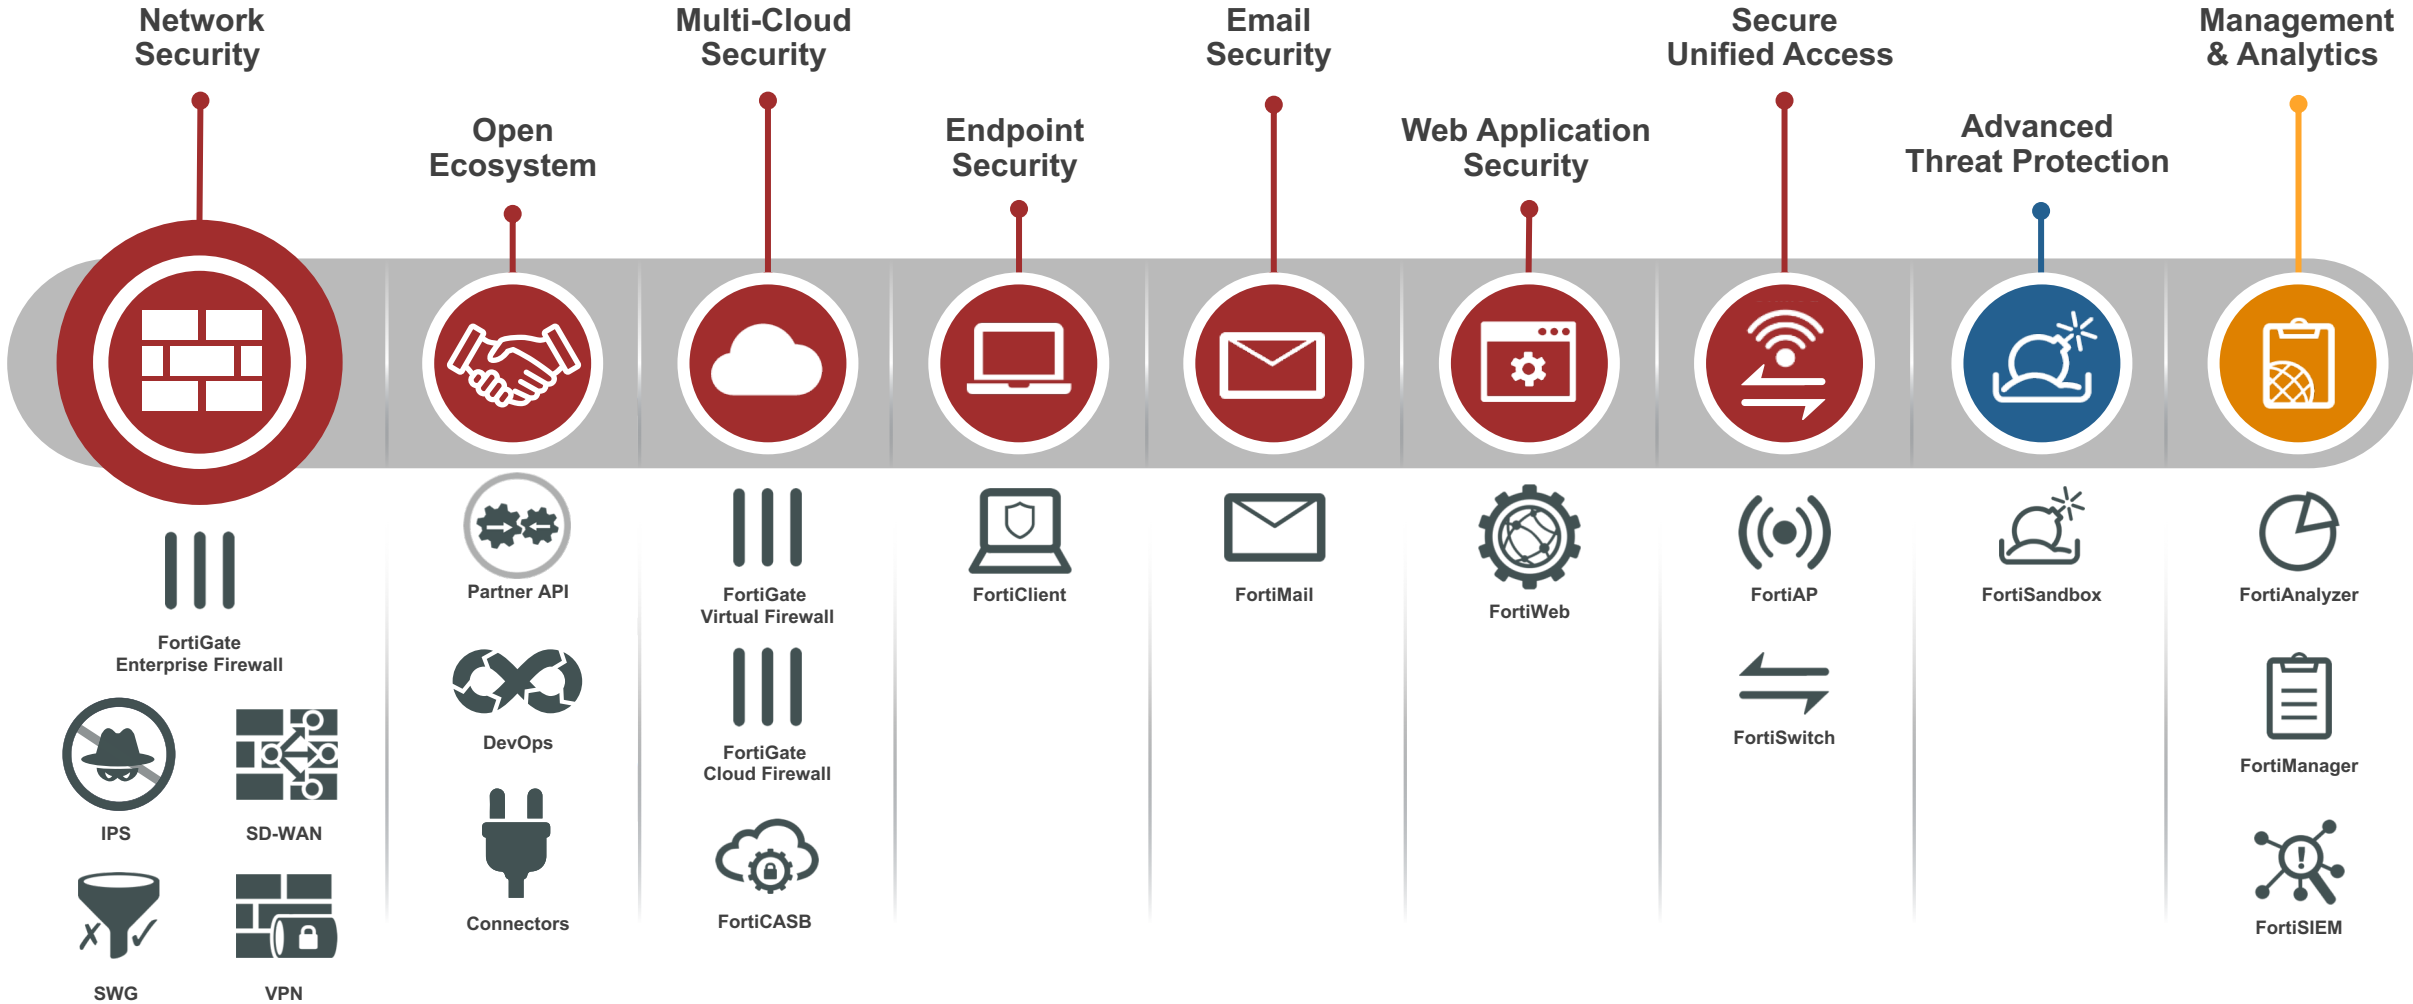 Network
Security
Open
Ecosystem
Multi-Cloud
Security
Endpoint
Security
Email
Security
Web Application
Security
Secure
Unified Access
Advanced
Threat Protection
Management
& Analytics
FortiGate
Enterprise Firewall
IPS
SD-WAN
SWG
VPN
Partner API
DevOps
Connectors
FortiGate
Virtual Firewall
FortiGate
Cloud Firewall
FortiCASB
FortiClient
FortiMail
FortiWeb
FortiAP
FortiSwitch
FortiSandbox
FortiAnalyzer
FortiManager
FortiSIEM